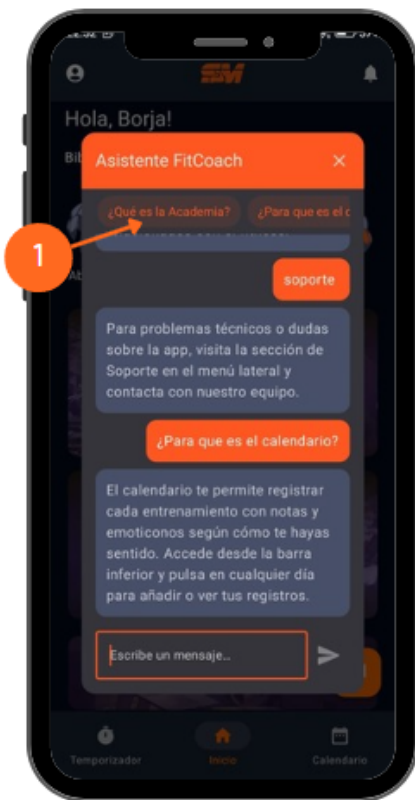 SM
Hola, Borja!
Asistente FitCoach
¿Qué es la Academia?
¿Para que es el c
1
soporte
Para problemas técnicos o dudas
sobre la app, visita la sección de
Soporte en el menú lateral y
contacta con nuestro equipo.
¿Para que es el calendario?
El calendario te permite registrar
cada entrenamiento con notas y
emoticonos según cómo te hayas
sentido. Accede desde la barra
inferior y pulsa en cualquier día
para añadir o ver tus registros.
Escribe un mensaje…
Temporizador
Inicio
Calendario